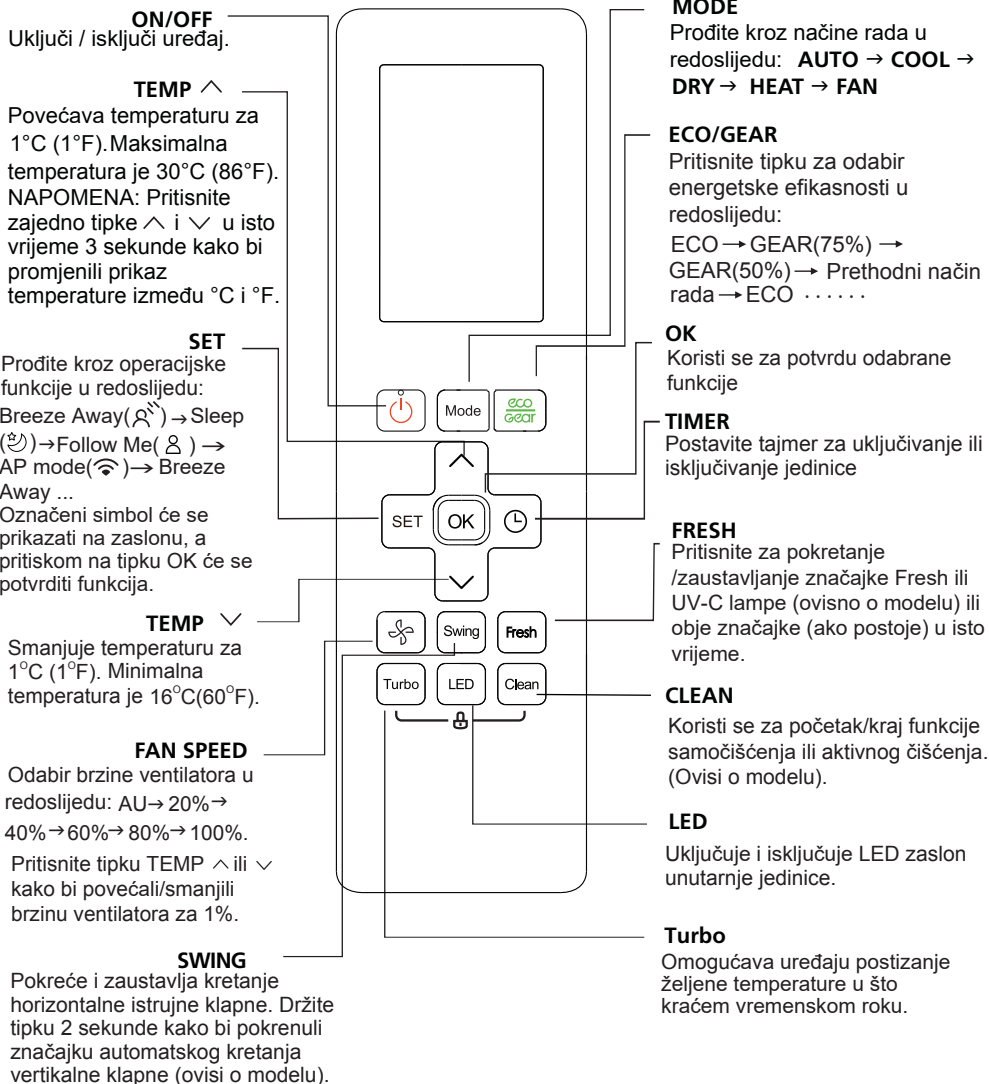 ON/OFF
Uključi / isključi uređaj.
TEMP ︿
Povećava temperaturu za
1°C (1°F).Maksimalna
temperatura je 30°C (86°F).
NAPOMENA: Pritisnite
zajedno tipke ︿ i ﹀ u isto
vrijeme 3 sekunde kako bi
promjenili prikaz
temperature između °C i °F.
SET
Prođite kroz operacijske
funkcije u redoslijedu:
Breeze Away( )→Sleep
( )→Follow Me( ) →
AP mode( )→ Breeze
Away ...
Označeni simbol će se
prikazati na zaslonu, a
pritiskom na tipku OK će se
potvrditi funkcija.
TEMP ﹀
Smanjuje temperaturu za
1°C (1°F). Minimalna
temperatura je 16°C(60°F).
FAN SPEED
Odabir brzine ventilatora u
redoslijedu: AU→20%→
40%→60%→80%→100%.
Pritisnite tipku TEMP ︿ ili ﹀
kako bi povećali/smanjili
brzinu ventilatora za 1%.
SWING
Pokreće i zaustavlja kretanje
horizontalne istrujne klapne. Držite
tipku 2 sekunde kako bi pokrenuli
značajku automatskog kretanja
vertikalne klapne (ovisi o modelu).
Mode
eco
Gear
SET
OK
Swing
Fresh
Turbo
LED
Clean
MODE
Prođite kroz načine rada u
redoslijedu: AUTO → COOL →
DRY → HEAT → FAN
ECO/GEAR
Pritisnite tipku za odabir
energetske efikasnosti u
redoslijedu:
ECO→GEAR(75%) →
GEAR(50%)→ Prethodni način
rada→ECO ······
OK
Koristi se za potvrdu odabrane
funkcije
TIMER
Postavite tajmer za uključivanje ili
isključivanje jedinice
FRESH
Pritisnite za pokretanje
/zaustavljanje značajke Fresh ili
UV-C lampe (ovisno o modelu) ili
obje značajke (ako postoje) u isto
vrijeme.
CLEAN
Koristi se za početak/kraj funkcije
samočišćenja ili aktivnog čišćenja.
(Ovisi o modelu).
LED
Uključuje i isključuje LED zaslon
unutarnje jedinice.
Turbo
Omogućava uređaju postizanje
željene temperature u što
kraćem vremenskom roku.